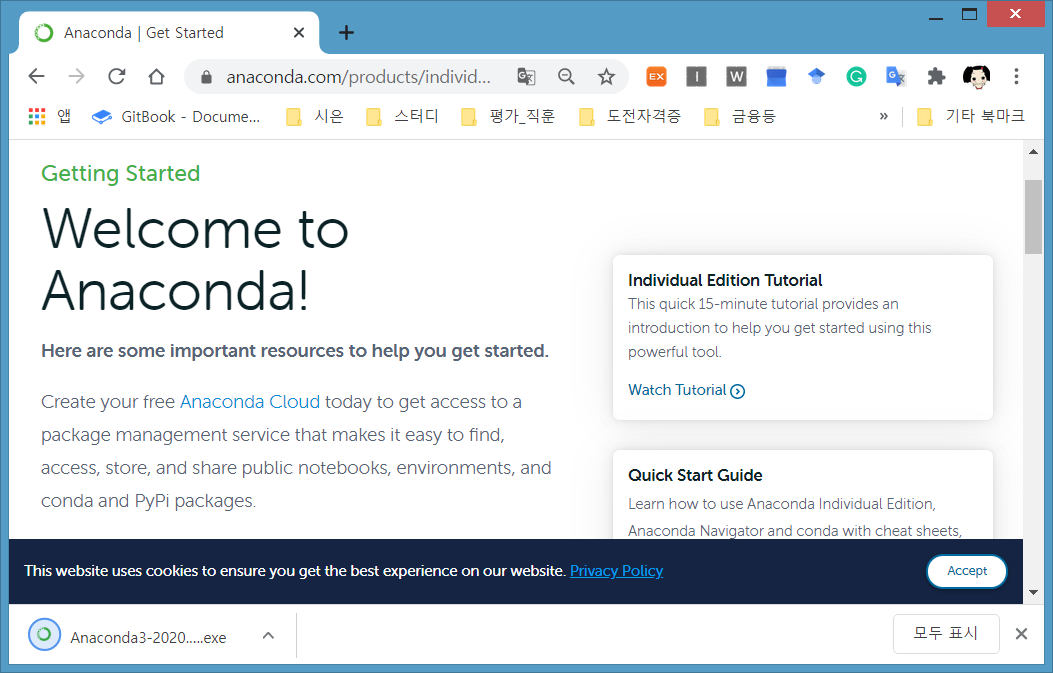 Anaconda | Get Started
anaconda.com/products/individ...
EX
I
W
앱
GitBook - Docume...
시은
스터디
평가_직훈
도전자격증
금융등
»
기타 북마크
Getting Started
Welcome to
Anaconda!
Here are some important resources to help you get started.
Create your free Anaconda Cloud today to get access to a
package management service that makes it easy to find,
access, store, and share public notebooks, environments, and
conda and PyPi packages.
Individual Edition Tutorial
This quick 15-minute tutorial provides an
introduction to help you get started using this
powerful tool.
Watch Tutorial
Quick Start Guide
Learn how to use Anaconda Individual Edition,
Anaconda Navigator and conda with cheat sheets,
This website uses cookies to ensure you get the best experience on our website. Privacy Policy
Accept
Anaconda3-2020.....exe
모두 표시